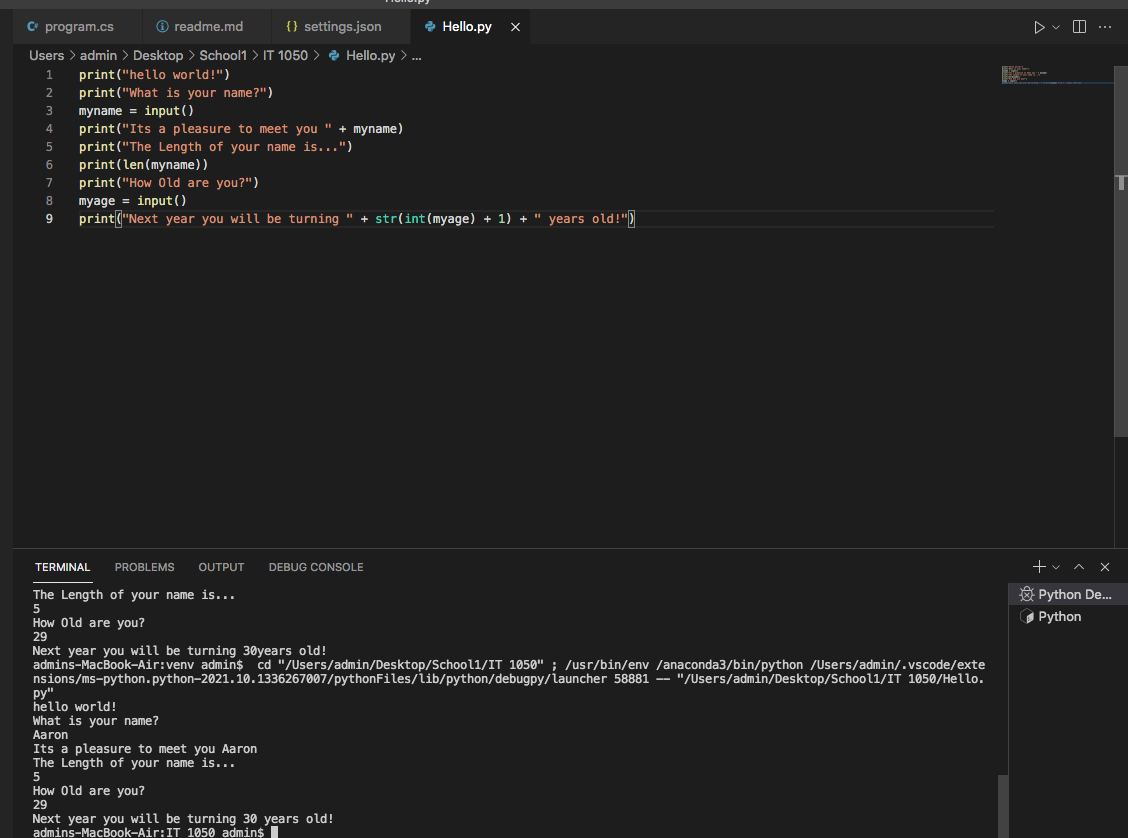 Hello.py
program.cs
readme.md
{} settings.json
Hello.py
Users > admin > Desktop > School1 > IT 1050 > Hello.py > ...
1 print("hello world!")
2 print("What is your name?")
3 myname = input()
4 print("Its a pleasure to meet you " + myname)
5 print("The Length of your name is...")
6 print(len(myname))
7 print("How Old are you?")
8 myage = input()
9 print("Next year you will be turning " + str(int(myage) + 1) + " years old!")
TERMINAL PROBLEMS OUTPUT DEBUG CONSOLE
The Length of your name is...
5
How Old are you?
29
Next year you will be turning 30years old!
admins-MacBook-Air:venv admin$  cd "/Users/admin/Desktop/School1/IT 1050" ; /usr/bin/env /anaconda3/bin/python /Users/admin/.vscode/exte
nsions/ms-python.python-2021.10.1336267007/pythonFiles/lib/python/debugpy/launcher 58881 -- "/Users/admin/Desktop/School1/IT 1050/Hello.
py"
hello world!
What is your name?
Aaron
Its a pleasure to meet you Aaron
The Length of your name is...
5
How Old are you?
29
Next year you will be turning 30 years old!
admins-MacBook-Air:IT 1050 admin$
Python De...
Python